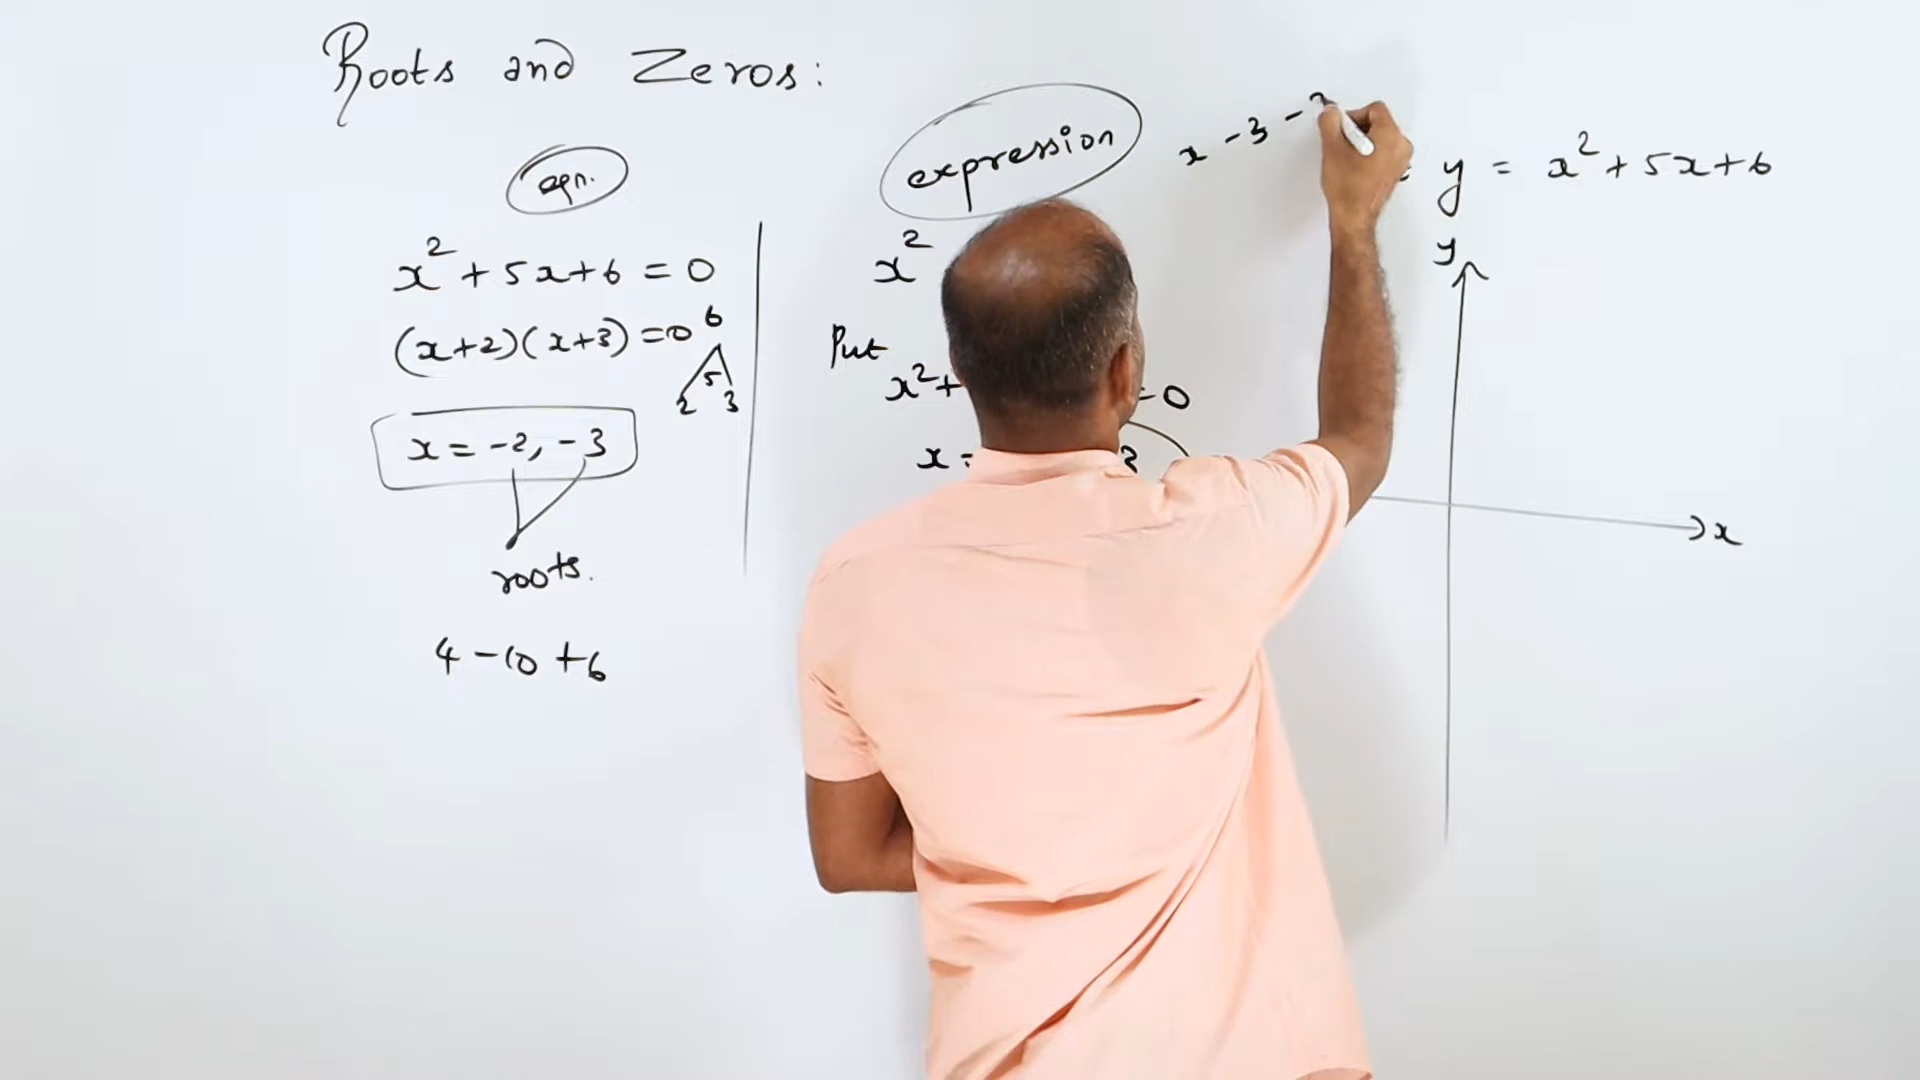 Roots and Zeros:
eqn.
x² + 5x + 6 = 0
(x+2)(x+3) = 0
6
5
2 3
x = -2, -3
roots.
4 - 10 + 6
expression
x²
Put
x² + = 0
x =
x -3 -
y = x² + 5x + 6
y
x